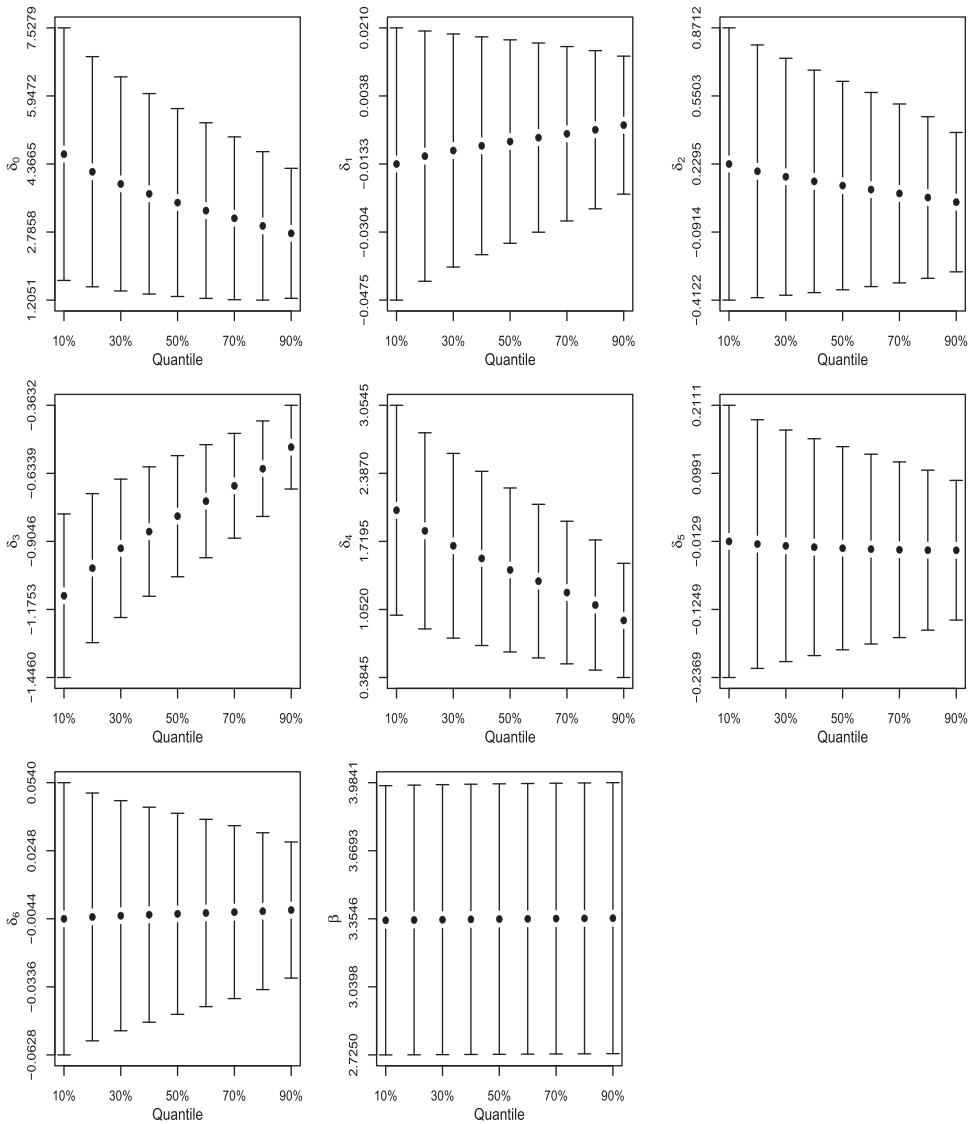 δ0
7.5279
5.9472
4.3665
2.7858
1.2051
10% 30% 50% 70% 90%
Quantile
δ1
0.0210
0.0038
−0.0133
−0.0304
−0.0475
10% 30% 50% 70% 90%
Quantile
δ2
0.8712
0.5503
0.2295
−0.0914
−0.4122
10% 30% 50% 70% 90%
Quantile
δ3
−0.3632
−0.6339
−0.9046
−1.1753
−1.4460
10% 30% 50% 70% 90%
Quantile
δ4
3.0545
2.3870
1.7195
1.0520
0.3845
10% 30% 50% 70% 90%
Quantile
δ5
0.2111
0.0991
−0.0129
−0.1249
−0.2369
10% 30% 50% 70% 90%
Quantile
δ6
0.0540
0.0248
−0.0044
−0.0336
−0.0628
10% 30% 50% 70% 90%
Quantile
β
3.9841
3.6693
3.3546
3.0398
2.7250
10% 30% 50% 70% 90%
Quantile